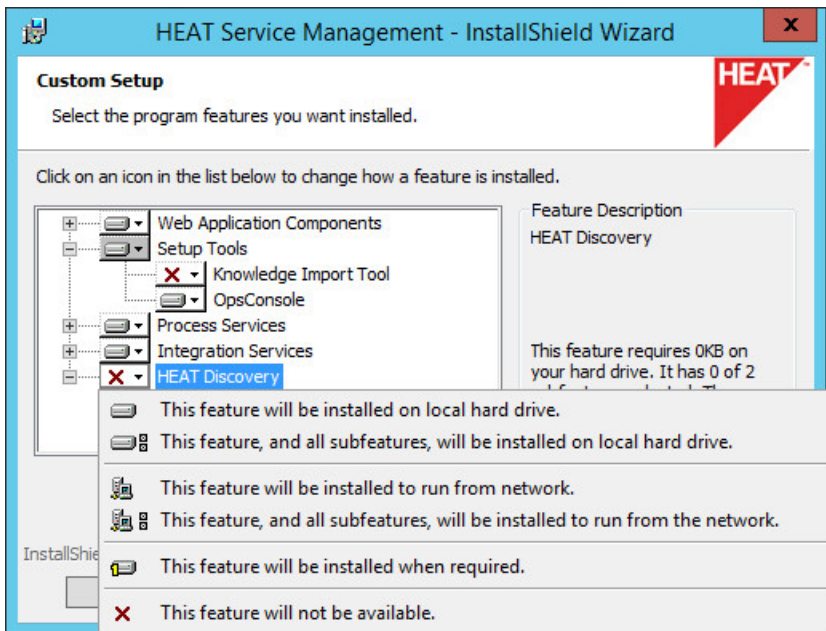 HEAT Service Management - InstallShield Wizard
x
Custom Setup
HEAT™
Select the program features you want installed.
Click on an icon in the list below to change how a feature is installed.
Web Application Components
Setup Tools
Knowledge Import Tool
OpsConsole
Process Services
Integration Services
HEAT Discovery
Feature Description
HEAT Discovery
This feature requires 0KB on
your hard drive. It has 0 of 2
This feature will be installed on local hard drive.
This feature, and all subfeatures, will be installed on local hard drive.
This feature will be installed to run from network.
This feature, and all subfeatures, will be installed to run from the network.
This feature will be installed when required.
This feature will not be available.
InstallShie